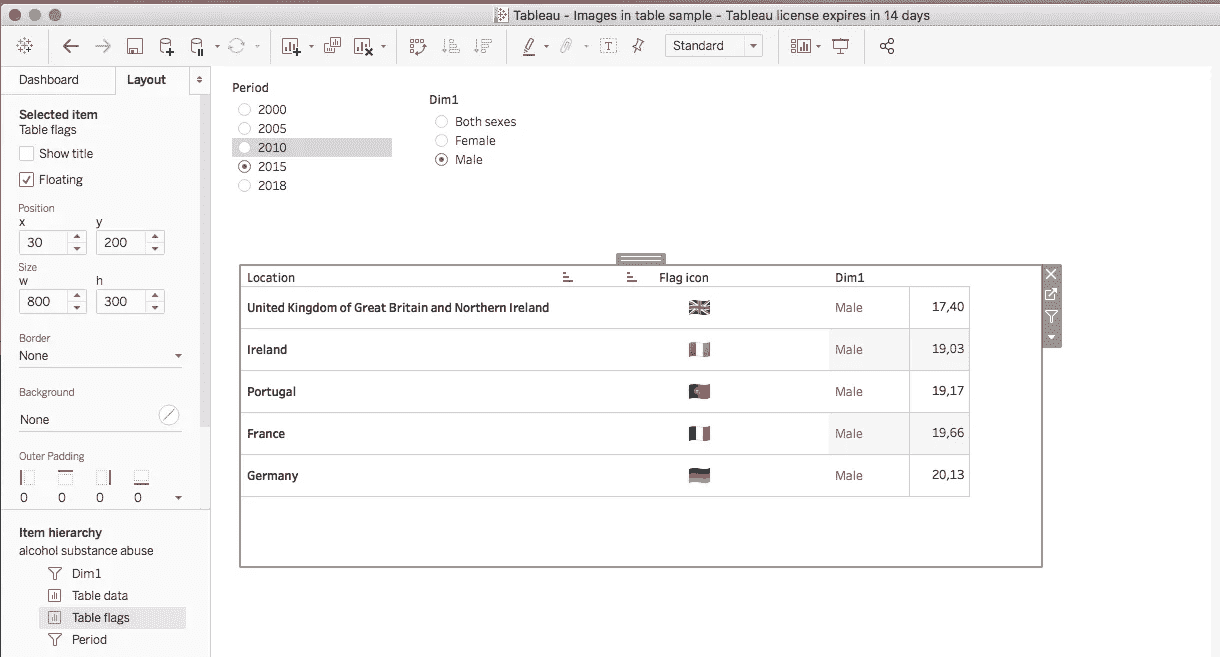 Tableau - Images in table sample - Tableau license expires in 14 days
Standard
Dashboard Layout
Selected item
Table flags
Show title
Floating
Position
x y
30 200
Size
w h
800 300
Border
None
Background
None
Outer Padding
0 0 0 0
Item hierarchy
alcohol substance abuse
Dim1
Table data
Table flags
Period
Period
2000
2005
2010
2015
2018
Dim1
Both sexes
Female
Male
Location Flag icon Dim1
United Kingdom of Great Britain and Northern Ireland Male 17,40
Ireland Male 19,03
Portugal Male 19,17
France Male 19,66
Germany Male 20,13